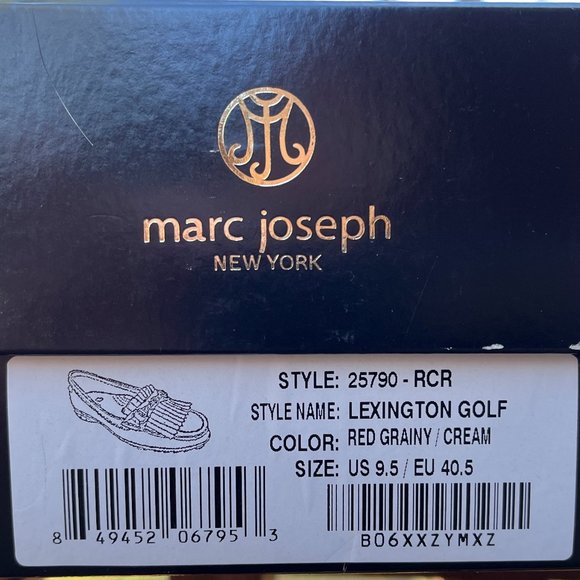 marc joseph
NEW YORK
STYLE: 25790 - RCR
STYLE NAME: LEXINGTON GOLF
COLOR: RED GRAINY / CREAM
SIZE: US 9.5 / EU 40.5
8 49452 06795 3
B06XXZYMXZ